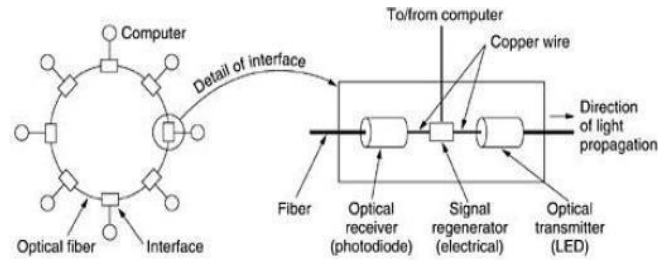 To/from computer
Computer
Copper wire
Detail of interface
Direction
of light
propagation
Fiber
Optical
receiver
(photodiode)
Signal
regenerator
(electrical)
Optical
transmitter
(LED)
Optical fiber
Interface